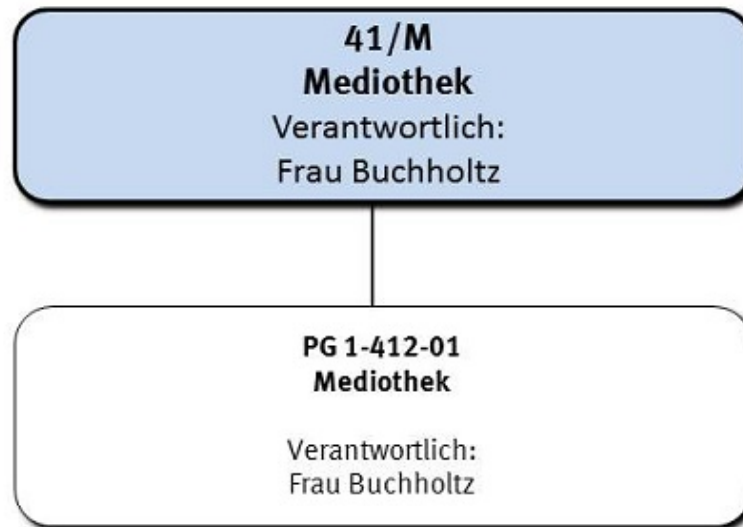 41/M
Mediothek
Verantwortlich:
Frau Buchholtz
PG 1-412-01
Mediothek
Verantwortlich:
Frau Buchholtz